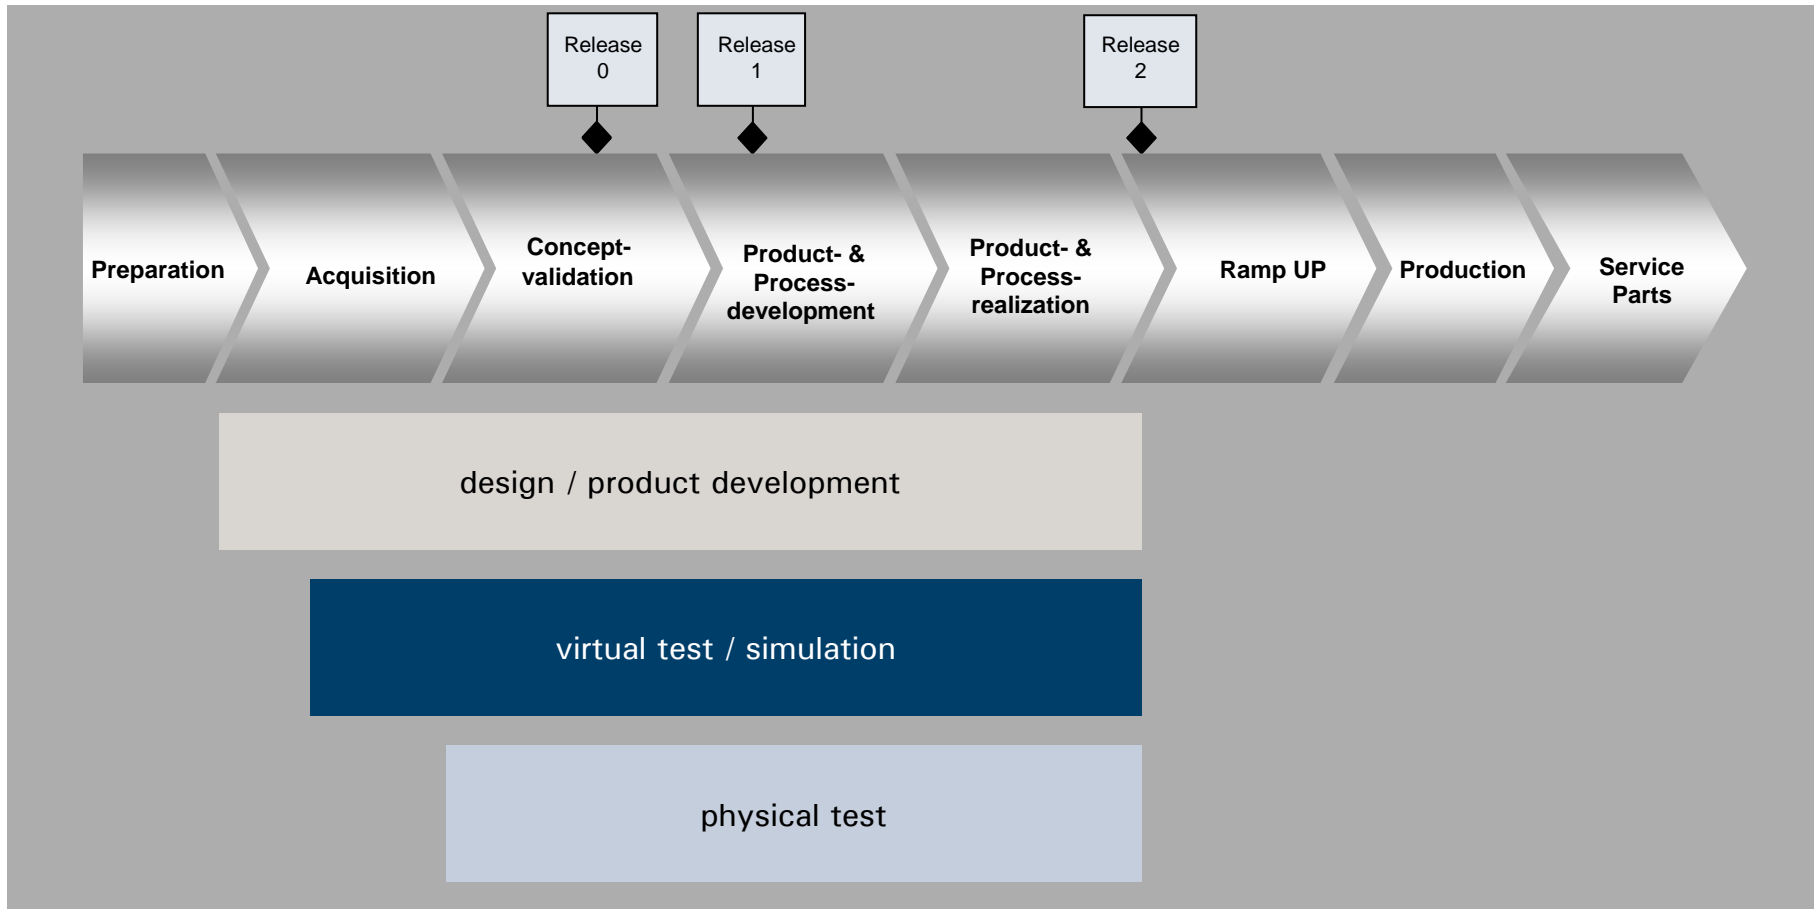 Release
0
Release
1
Release
2
Preparation
Acquisition
Concept-
validation
Product- &
Process-
development
Product- &
Process-
realization
Ramp UP
Production
Service
Parts
design / product development
virtual test / simulation
physical test